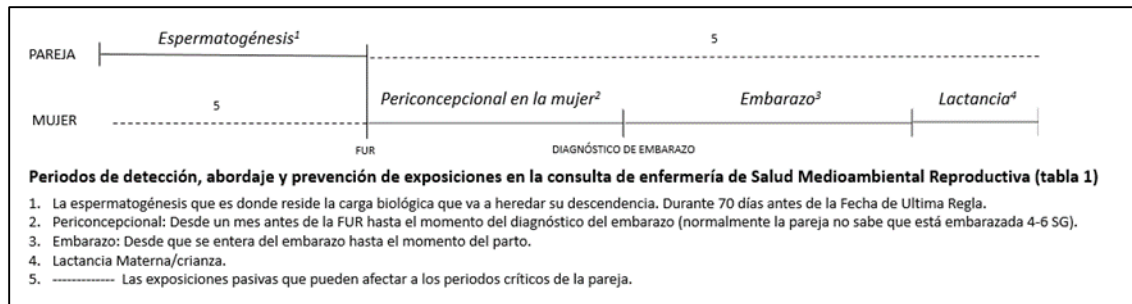 Espermatogénesis¹
5
PAREJA
Periconcepcional en la mujer²
Embarazo³
Lactancia⁴
5
MUJER
FUR
DIAGNÓSTICO DE EMBARAZO
Periodos de detección, abordaje y prevención de exposiciones en la consulta de enfermería de Salud Medioambiental Reproductiva (tabla 1)
1. La espermatogénesis que es donde reside la carga biológica que va a heredar su descendencia. Durante 70 días antes de la Fecha de Ultima Regla.
2. Periconcepcional: Desde un mes antes de la FUR hasta el momento del diagnóstico del embarazo (normalmente la pareja no sabe que está embarazada 4-6 SG).
3. Embarazo: Desde que se entera del embarazo hasta el momento del parto.
4. Lactancia Materna/crianza.
5. ------------- Las exposiciones pasivas que pueden afectar a los periodos críticos de la pareja.